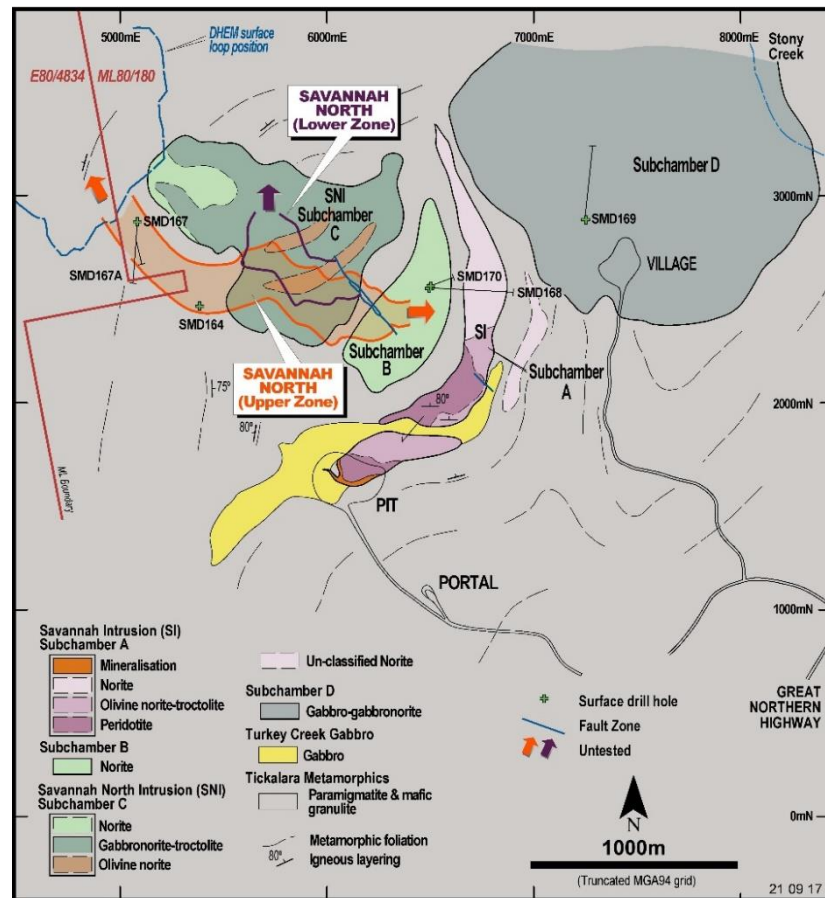 5000mE
6000mE
7000mE
8000mE
DHEM surface
loop position
Stony
Creek
E80/4834
ML80/180
SAVANNAH
NORTH
(Lower Zone)
Subchamber D
3000mN
SNI
Subchamber
C
SMD167
SMD169
SMD167A
SMD170
VILLAGE
SMD168
SMD164
SI
Subchamber
B
Subchamber
A
SAVANNAH
NORTH
(Upper Zone)
75°
80°
80°
2000mN
ML Boundary
PIT
PORTAL
1000mN
Savannah Intrusion (SI)
Subchamber A
Mineralisation
Norite
Olivine norite-troctolite
Peridotite
Subchamber B
Norite
Savannah North Intrusion (SNI)
Subchamber C
Norite
Gabbronorite-troctolite
Olivine norite
Un-classified Norite
Subchamber D
Gabbro-gabbronorite
Turkey Creek Gabbro
Gabbro
Tickalara Metamorphics
Paramigmatite & mafic
granulite
Metamorphic foliation
80° Igneous layering
Surface drill hole
Fault Zone
Untested
GREAT
NORTHERN
HIGHWAY
0mN
N
1000m
(Truncated MGA94 grid)
21 09 17